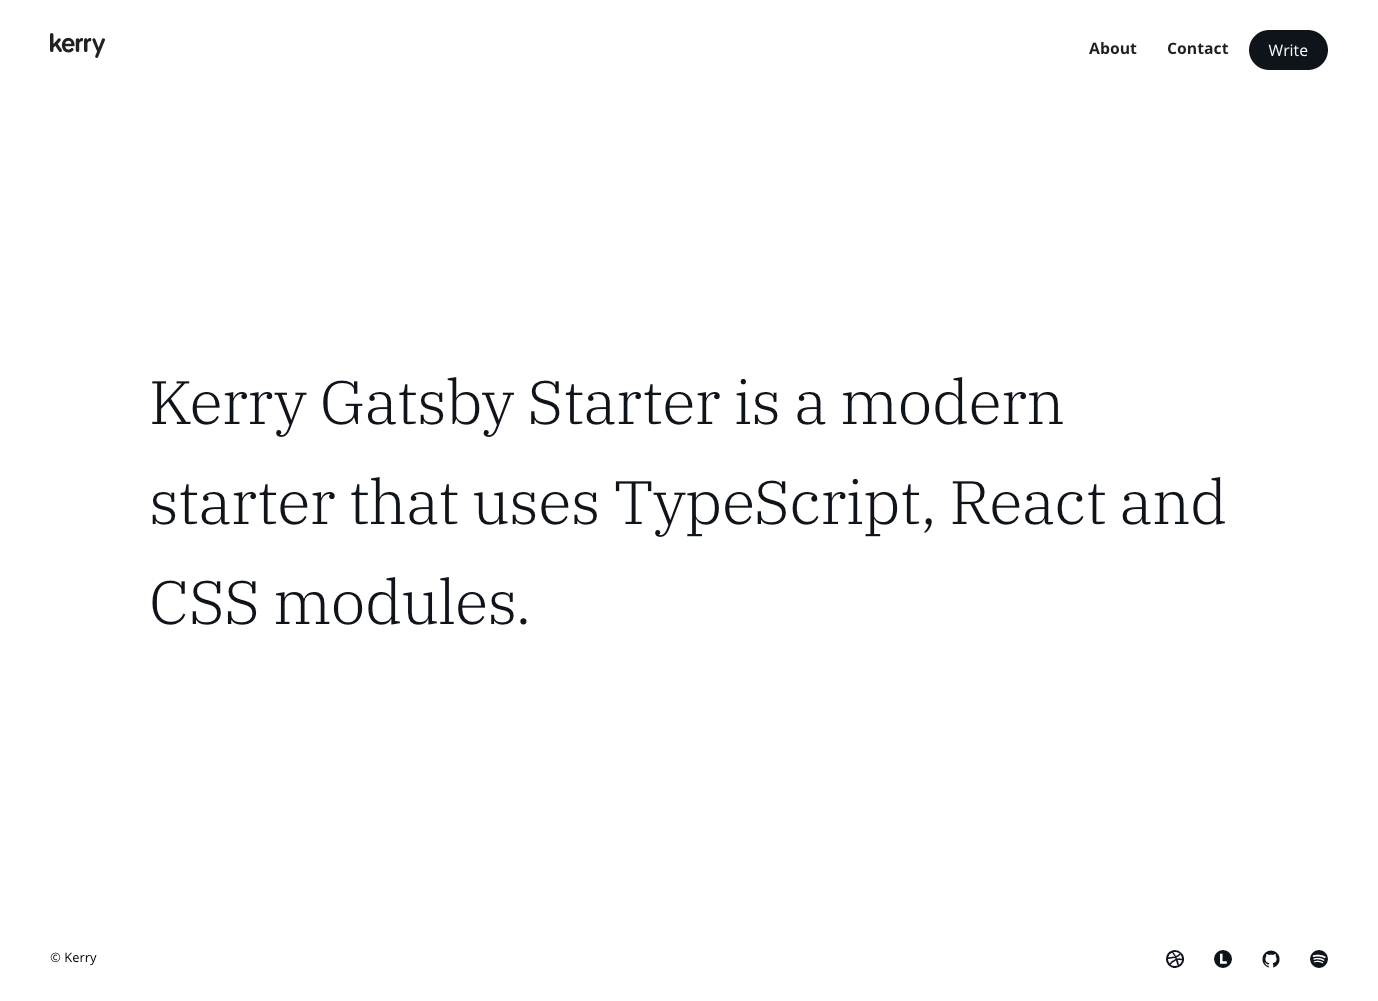 kerry
About Contact Write
Kerry Gatsby Starter is a modern
starter that uses TypeScript, React and
CSS modules.
© Kerry